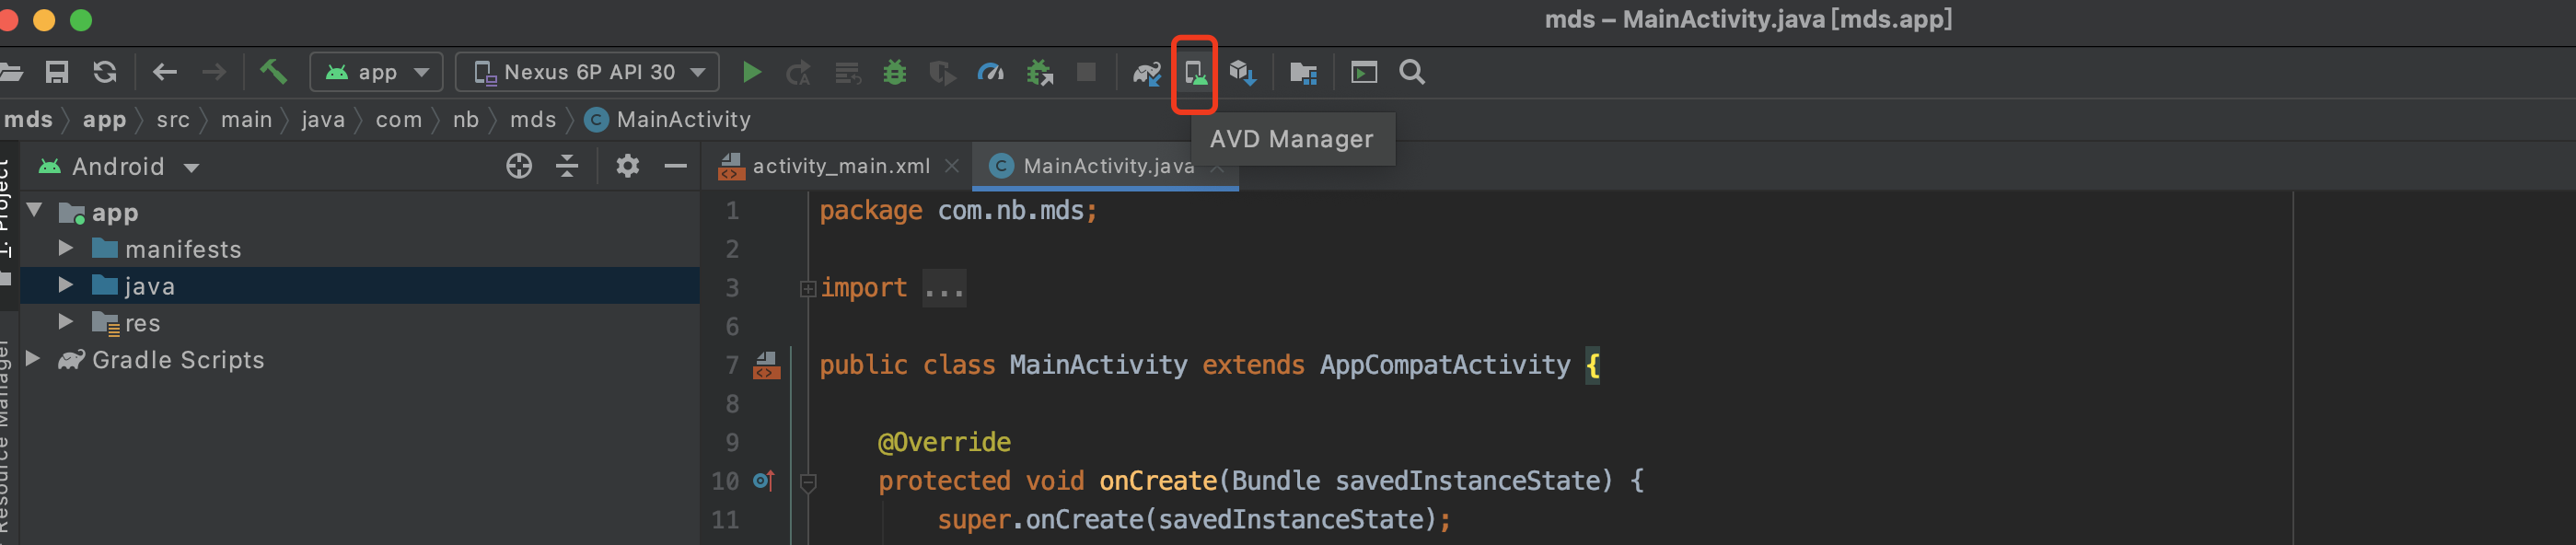 mds – MainActivity.java [mds.app]
app Nexus 6P API 30
mds app src main java com nb mds MainActivity
AVD Manager
1: Project
Resource Manager
Android
app
manifests
java
res
Gradle Scripts
activity_main.xml MainActivity.java
1 package com.nb.mds;
2
3 import ...
6
7 public class MainActivity extends AppCompatActivity {
8
9 @Override
10 protected void onCreate(Bundle savedInstanceState) {
11 super.onCreate(savedInstanceState);